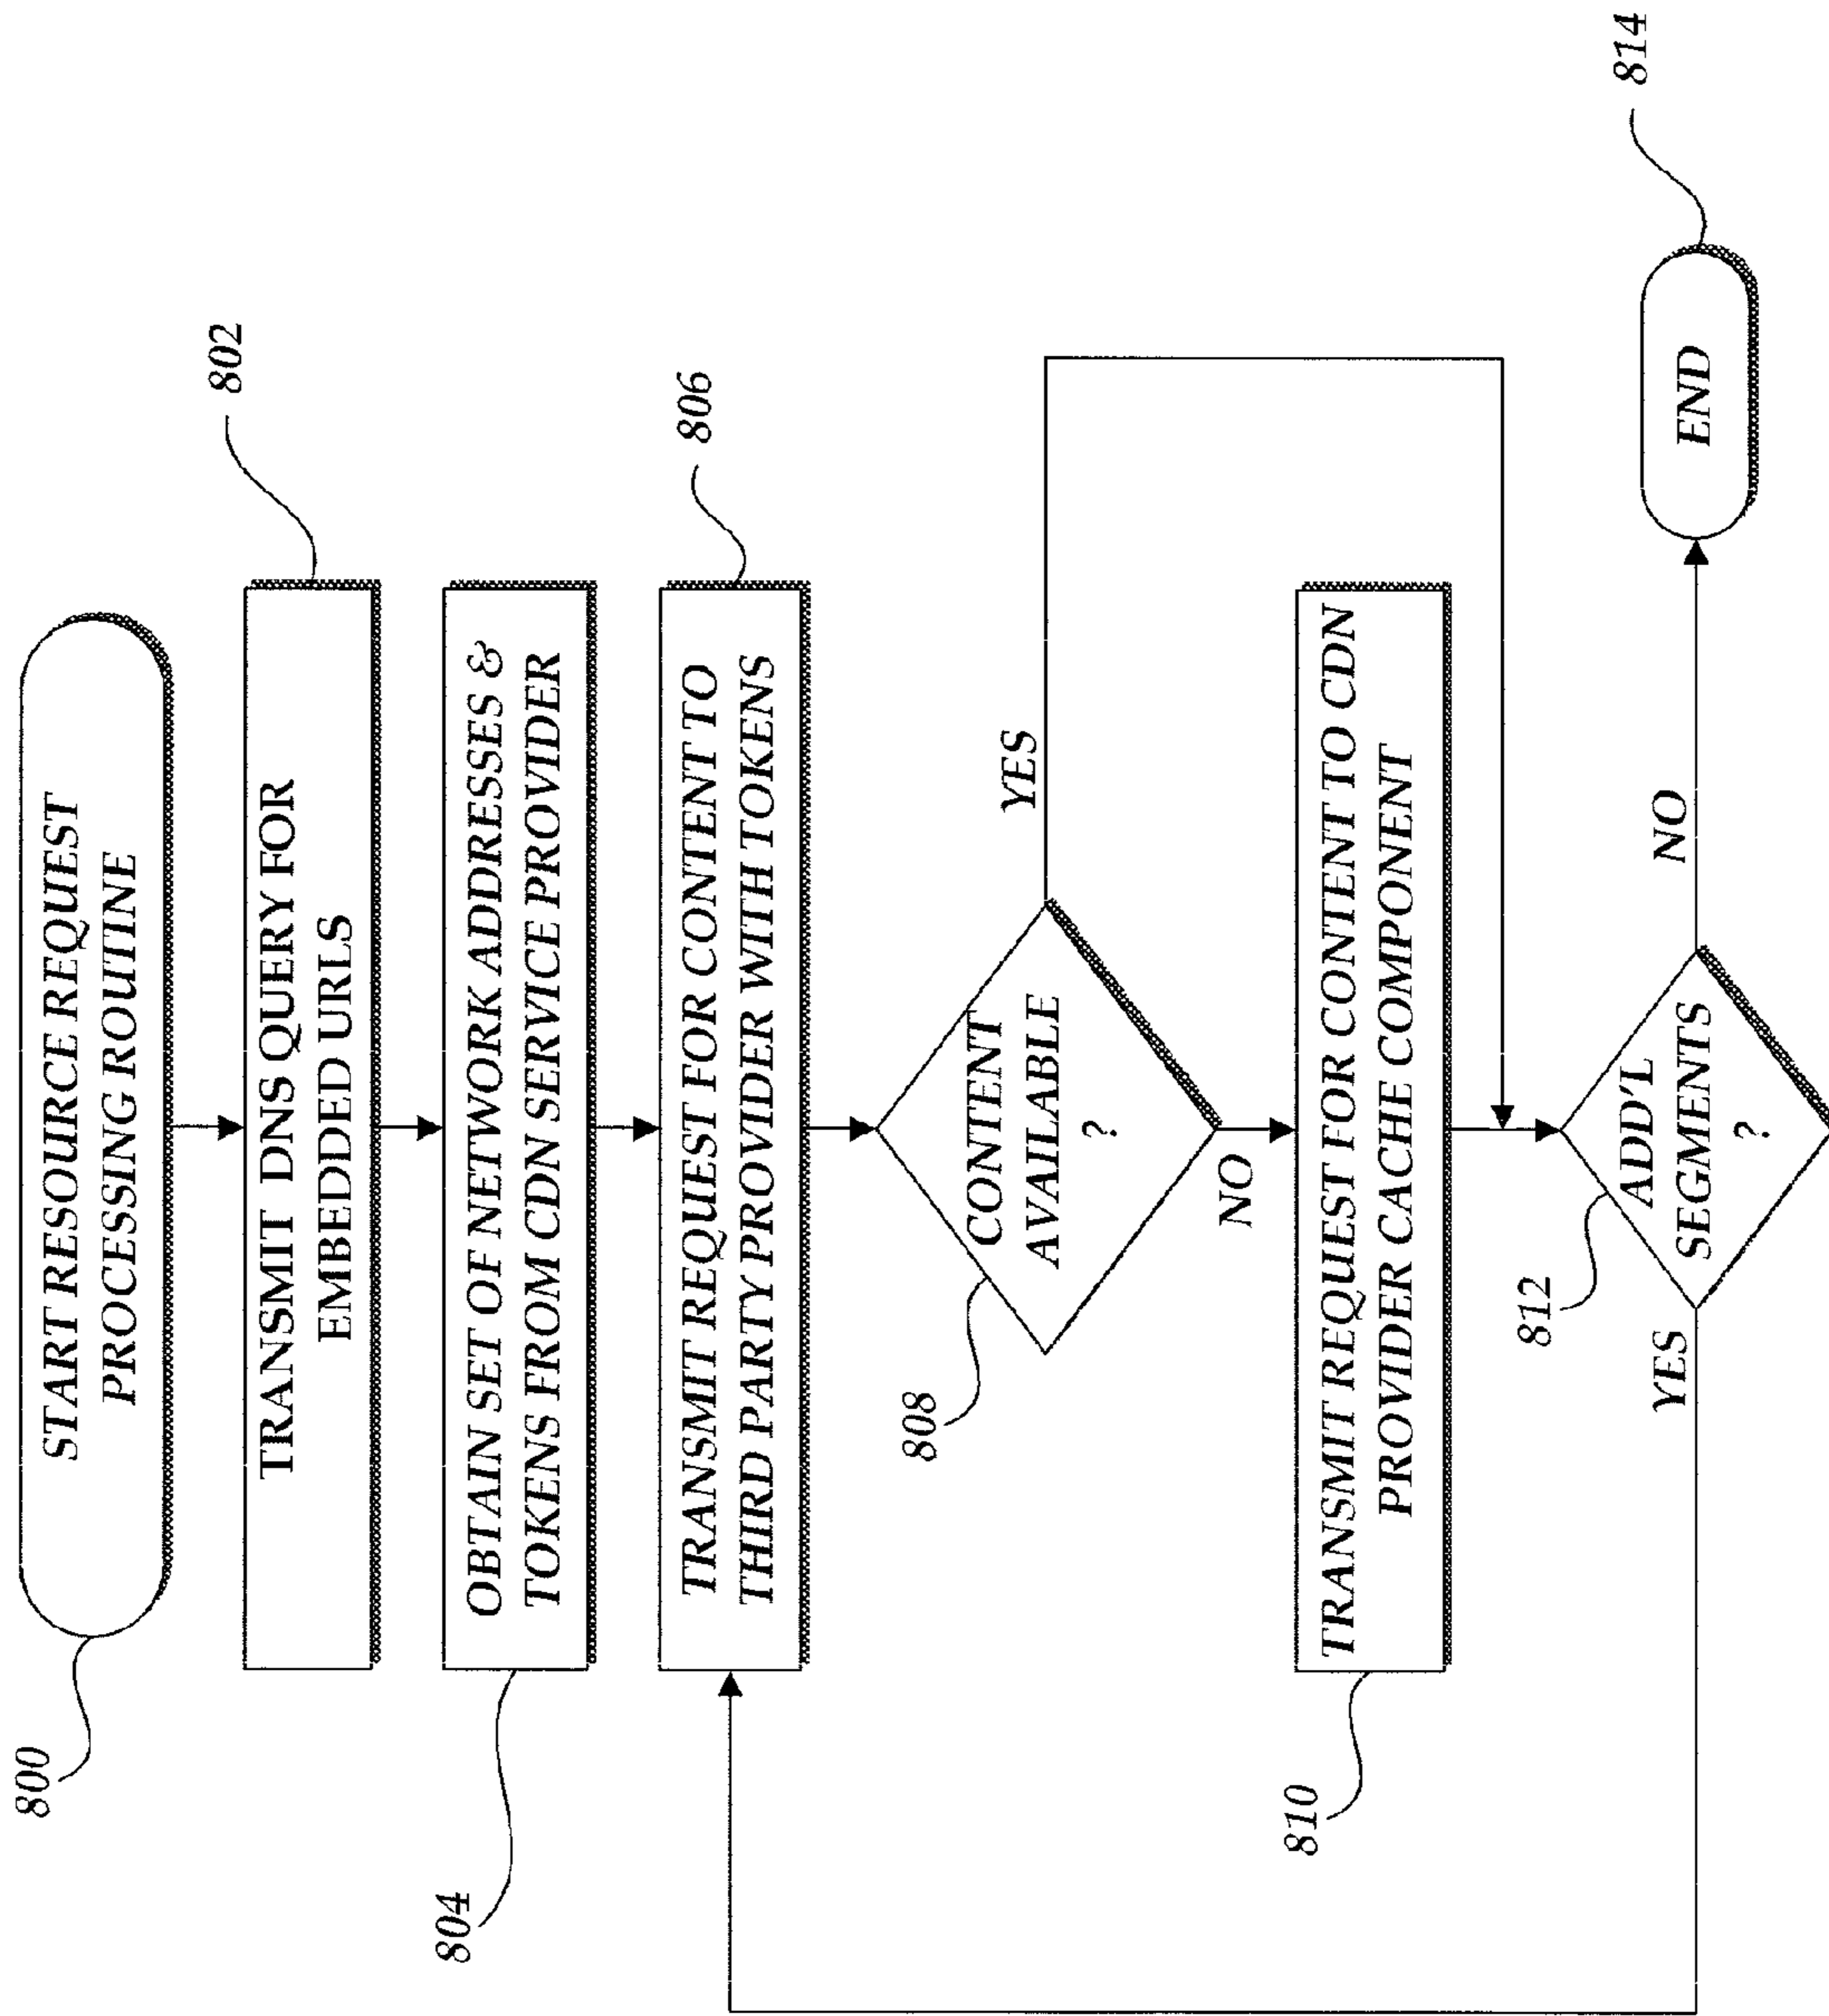 800
START RESOURCE REQUEST
PROCESSING ROUTINE
802
TRANSMIT DNS QUERY FOR
EMBEDDED URLS
804
OBTAIN SET OF NETWORK ADDRESSES &
TOKENS FROM CDN SERVICE PROVIDER
806
TRANSMIT REQUEST FOR CONTENT TO
THIRD PARTY PROVIDER WITH TOKENS
808
CONTENT
AVAILABLE
?
YES
NO
810
TRANSMIT REQUEST FOR CONTENT TO CDN
PROVIDER CACHE COMPONENT
812
ADD'L
SEGMENTS
?
YES
NO
END
814